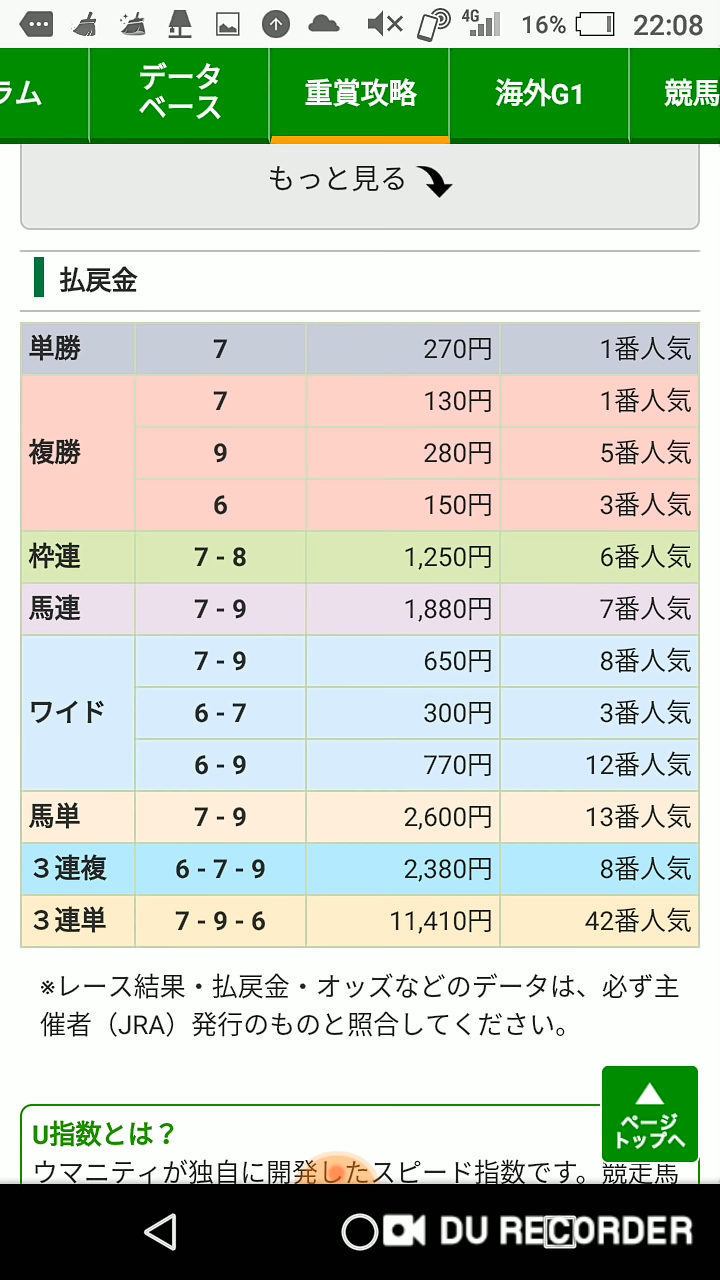 4G 16% 22:08
ラム データベース 重賞攻略 海外G1 競馬
もっと見る
払戻金
単勝 7 270円 1番人気
複勝 7 130円 1番人気
9 280円 5番人気
6 150円 3番人気
枠連 7 - 8 1,250円 6番人気
馬連 7 - 9 1,880円 7番人気
ワイド 7 - 9 650円 8番人気
6 - 7 300円 3番人気
6 - 9 770円 12番人気
馬単 7 - 9 2,600円 13番人気
３連複 6 - 7 - 9 2,380円 8番人気
３連単 7 - 9 - 6 11,410円 42番人気
※レース結果・払戻金・オッズなどのデータは、必ず主
催者（JRA）発行のものと照合してください。
ページ
トップへ
U指数とは？
ウマニティが独自に開発したスピード指数です。競走馬
DU RECORDER